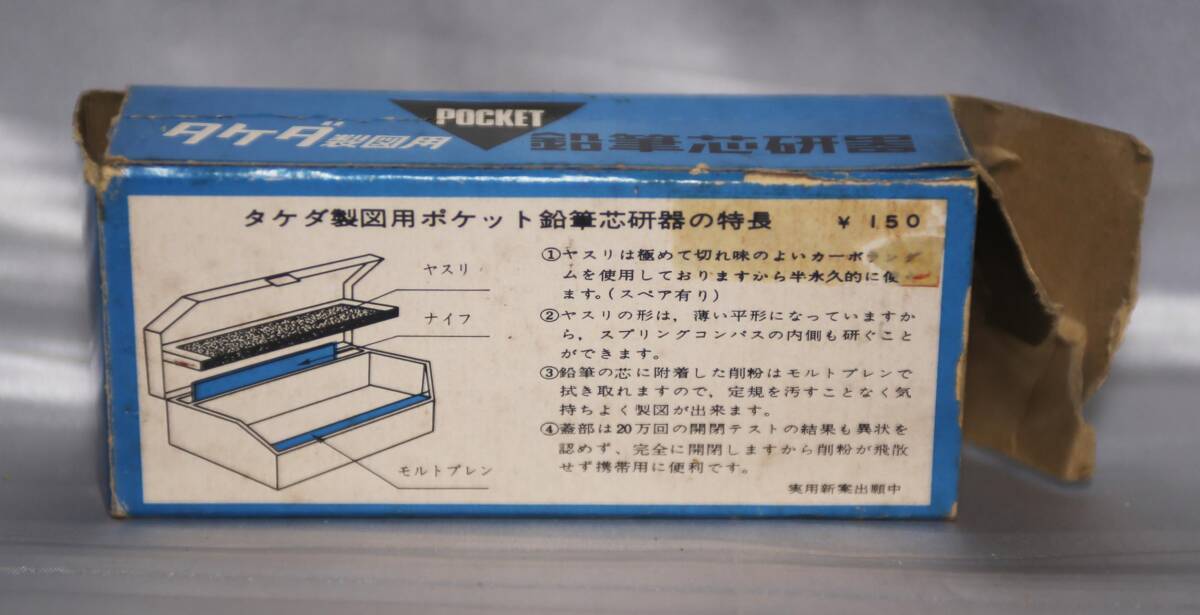 POCKET
タケダ製図用 鉛筆芯研器
タケダ製図用ポケット鉛筆芯研器の特長 ¥150
ヤスリ
ナイフ
モルトプレン
①ヤスリは極めて切れ味のよいカーボランダ
ムを使用しておりますから半永久的に使
ます。(スペア有り)
②ヤスリの形は，薄い平形になっていますか
ら，スプリングコンパスの内側も研ぐこと
ができます。
③鉛筆の芯に附着した削粉はモルトプレンで
拭き取れますので，定規を汚すことなく気
持ちよく製図が出来ます。
④蓋部は20万回の開閉テストの結果も異状を
認めず、完全に開閉しますから削粉が飛散
せず携帯用に便利です。
実用新案出願中